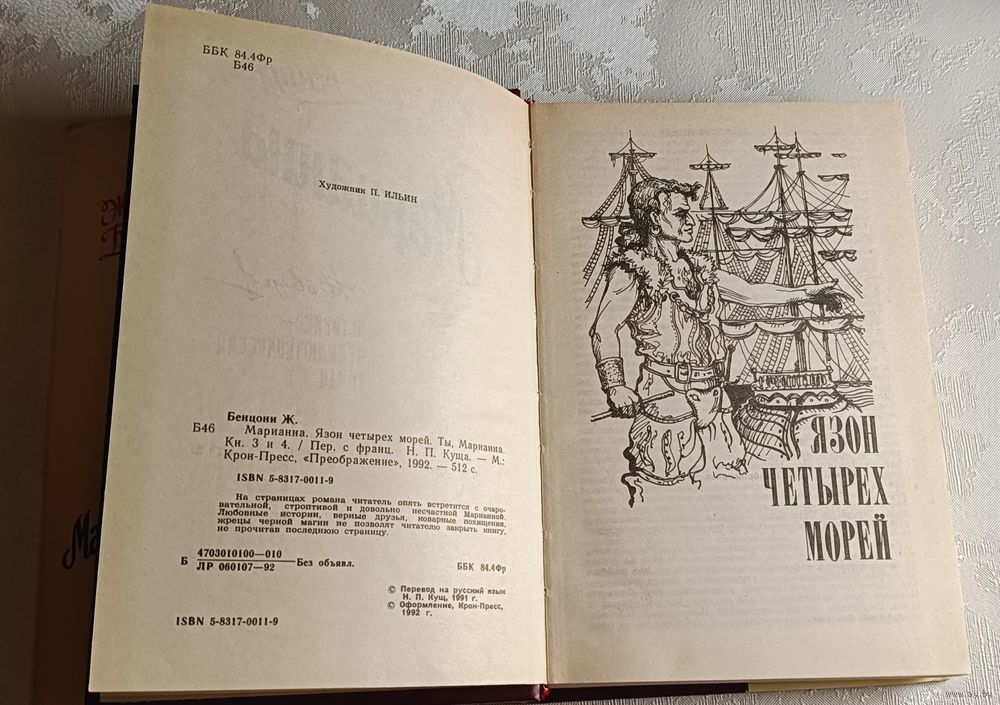 ББК 84.4Фр
Б46
Художник П. ИЛЬИН
Бенцони Ж.
Б46 Марианна. Язон четырех морей. Ты, Марианна.
Кн. 3 и 4. / Пер. с франц. Н. П. Куща. — М.:
Крон-Пресс, «Преображение», 1992. — 512 с.
ISBN 5-8317-0011-9
На страницах романа читатель опять встретится с очаро-
вательной, строптивой и довольно несчастной Марианной.
Любовные истории, верные друзья, коварные похищения,
жрецы черной магии не позволят читателю закрыть книгу,
не прочитав последнюю страницу.
Б 4703010100—010
ЛР 060107—92 Без объявл.
ББК 84.4Фр
© Перевод на русский язык
Н. П. Кущ, 1991 г.
© Оформление, Крон-Пресс,
1992 г.
ISBN 5-8317-0011-9
ЯЗОН
ЧЕТЫРЕХ
МОРЕЙ
Ма